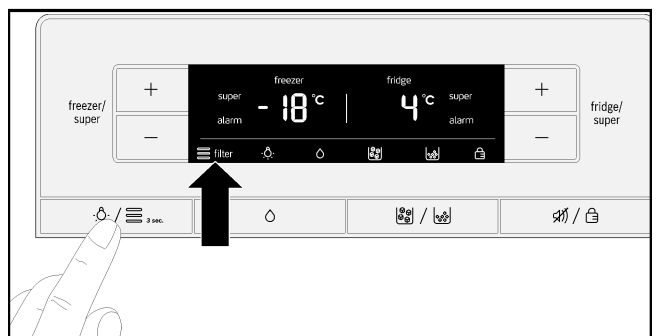 freezer/
super
+
−
freezer
super
alarm
-18 °C
fridge
4 °C
super
alarm
filter
+
−
fridge/
super
/ 3 sec.
/
/